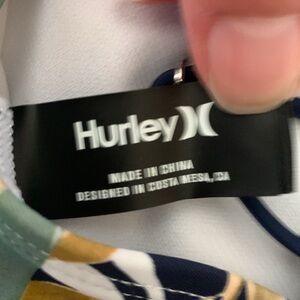 Hurley
MADE IN CHINA
DESIGNED IN COSTA MESA, CA